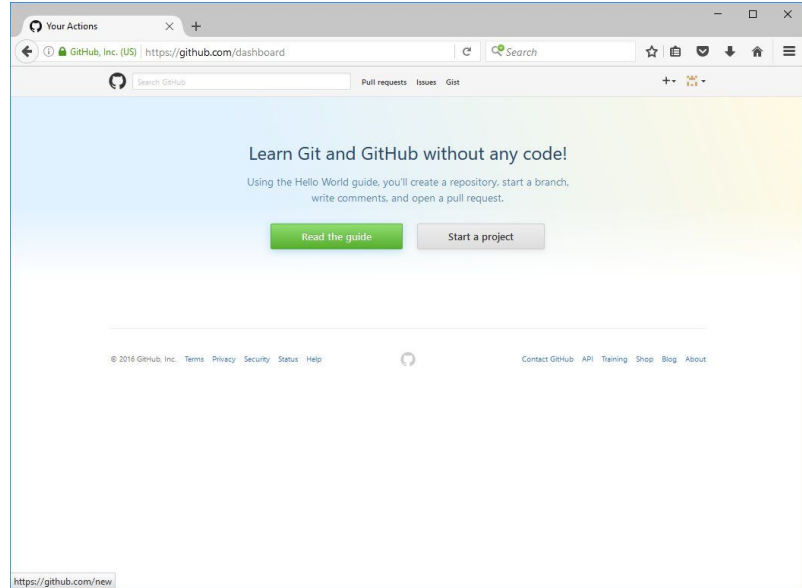 Your Actions
GitHub, Inc. (US) https://github.com/dashboard Search
Search GitHub Pull requests Issues Gist
Learn Git and GitHub without any code!
Using the Hello World guide, you'll create a repository, start a branch,
write comments, and open a pull request.
Read the guide Start a project
© 2016 GitHub, Inc. Terms Privacy Security Status Help Contact GitHub API Training Shop Blog About
https://github.com/new